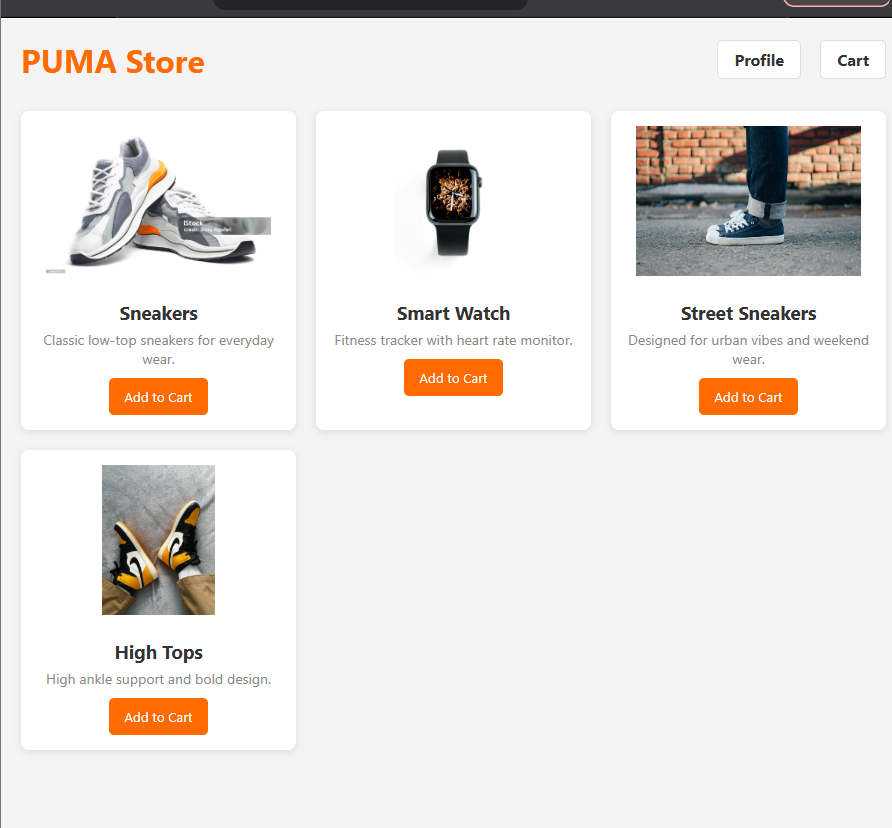 PUMA Store
Profile
Cart
iStock
Sneakers
Classic low-top sneakers for everyday
wear.
Add to Cart
Smart Watch
Fitness tracker with heart rate monitor.
Add to Cart
Street Sneakers
Designed for urban vibes and weekend
wear.
Add to Cart
High Tops
High ankle support and bold design.
Add to Cart